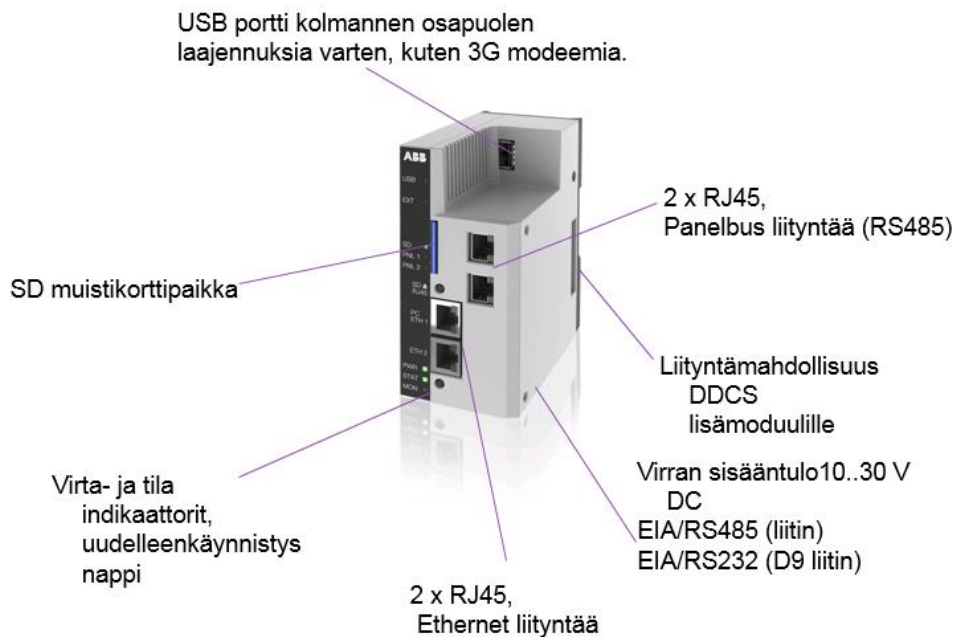 USB portti kolmannen osapuolen
laajennuksia varten, kuten 3G modeemia.
ABB
USB
EXT
SD
PNL 1
PNL 2
SD
RJ45
PC
ETH 1
ETH 2
PWR
STAT
MON
2 x RJ45,
Panelbus liityntää (RS485)
SD muistikorttipaikka
Liityntämahdollisuus
DDCS
lisämoduulille
Virran sisääntulo10..30 V
DC
EIA/RS485 (liitin)
EIA/RS232 (D9 liitin)
Virta- ja tila
indikaattorit,
uudelleenkäynnistys
nappi
2 x RJ45,
Ethernet liityntää